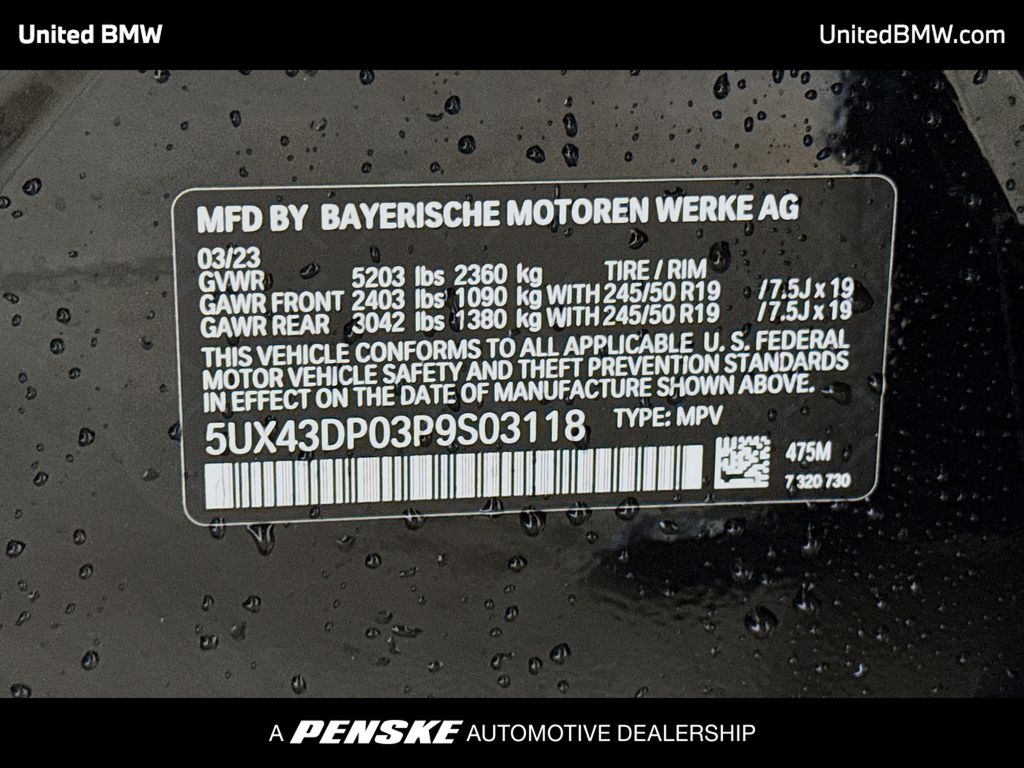 United BMW
UnitedBMW.com
MFD BY BAYERISCHE MOTOREN WERKE AG
03/23
GVWR 5203 lbs 2360 kg TIRE / RIM
GAWR FRONT 2403 lbs 1090 kg WITH 245/50 R19 /7.5J x 19
GAWR REAR 3042 lbs 1380 kg WITH 245/50 R19 /7.5J x 19
THIS VEHICLE CONFORMS TO ALL APPLICABLE U. S. FEDERAL
MOTOR VEHICLE SAFETY AND THEFT PREVENTION STANDARDS
IN EFFECT ON THE DATE OF MANUFACTURE SHOWN ABOVE.
5UX43DP03P9S03118 TYPE: MPV
475M
7 320 730
A PENSKE AUTOMOTIVE DEALERSHIP